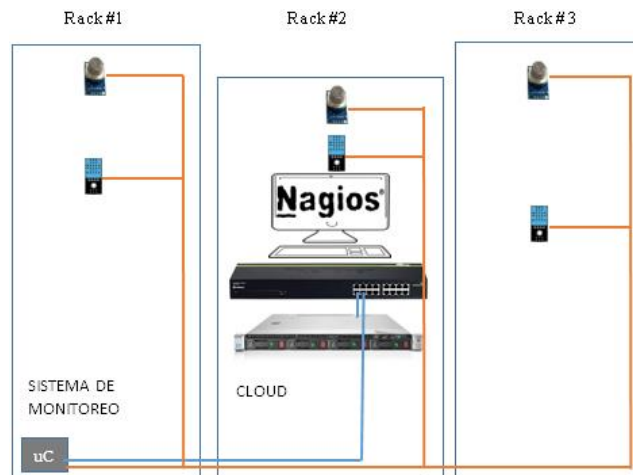 Rack #1
Rack #2
Rack #3
Nagios®
SISTEMA DE
MONITOREO
CLOUD
uC